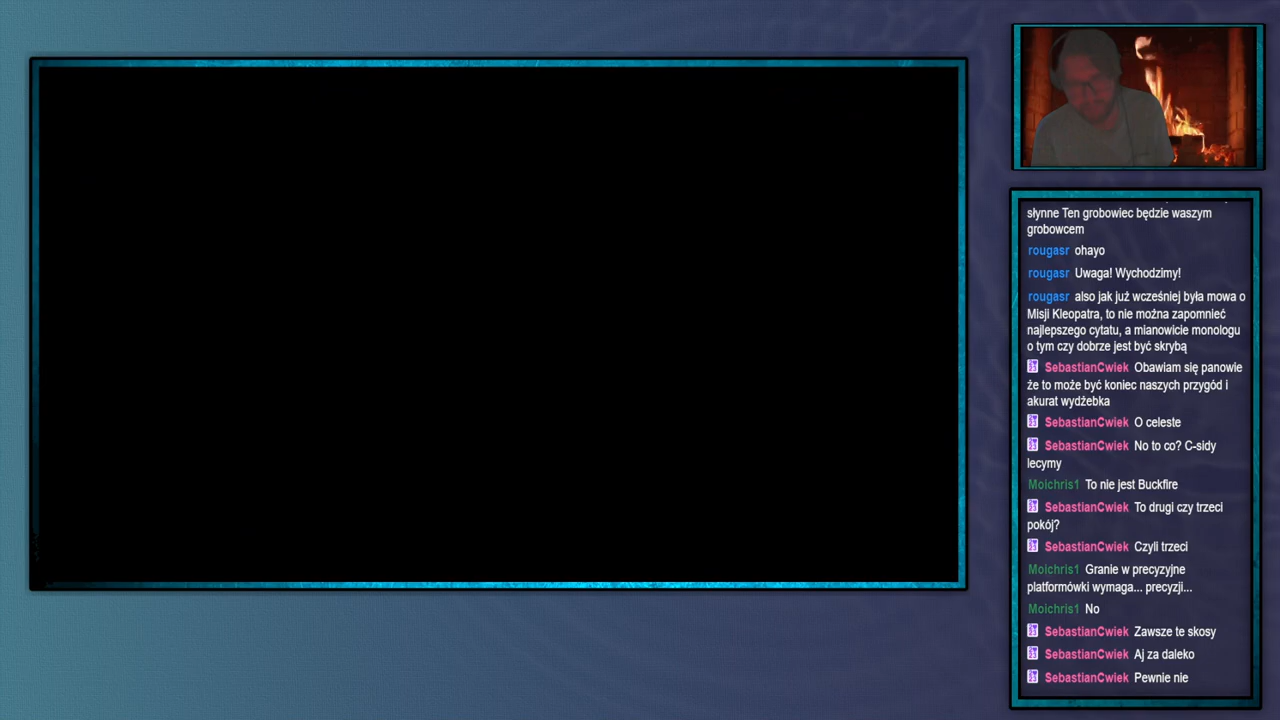 słynne Ten grobowiec będzie waszym
grobowcem
rougasr ohayo
rougasr Uwaga! Wychodzimy!
rougasr also jak już wcześniej była mowa o
Misji Kleopatra, to nie można zapomnieć
najlepszego cytatu, a mianowicie monologu
o tym czy dobrze jest być skrybą
SebastianCwiek Obawiam się panowie
że to może być koniec naszych przygód i
akurat wydźebka
SebastianCwiek O celeste
SebastianCwiek No to co? C-sidy
lecymy
Moichris1 To nie jest Buckfire
SebastianCwiek To drugi czy trzeci
pokój?
SebastianCwiek Czyli trzeci
Moichris1 Granie w precyzyjne
platformówki wymaga... precyzji...
Moichris1 No
SebastianCwiek Zawsze te skosy
SebastianCwiek Aj za daleko
SebastianCwiek Pewnie nie